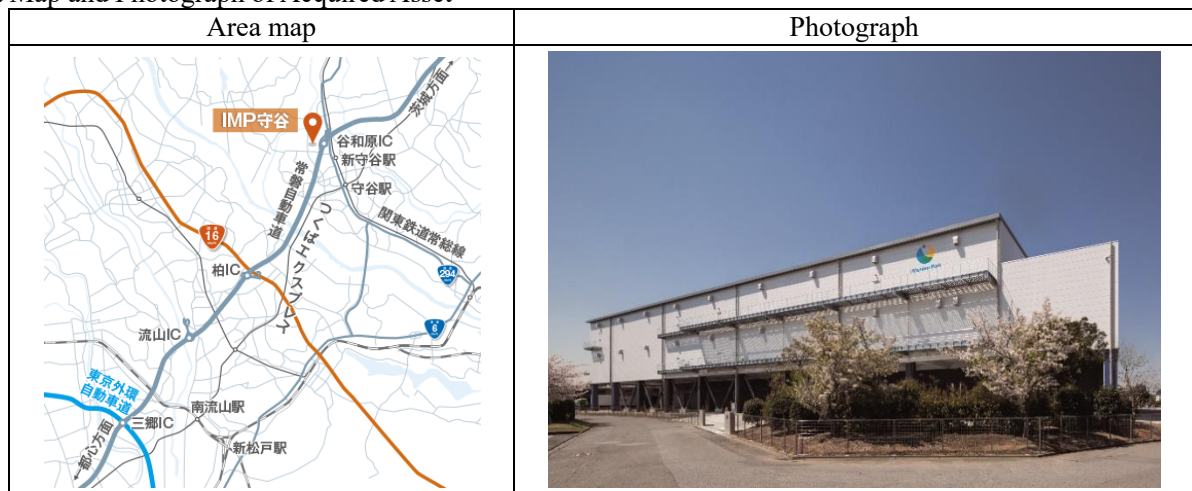 Map and Photograph of Acquired Asset
Area map
Photograph
茨城方面→
IMP守谷
谷和原IC
新守谷駅
守谷駅
常磐自動車道
つくばエクスプレス
関東鉄道常総線
16
柏IC
294
6
流山IC
東京外環
自動車道
南流山駅
三郷IC
新松戸駅
←都心方面